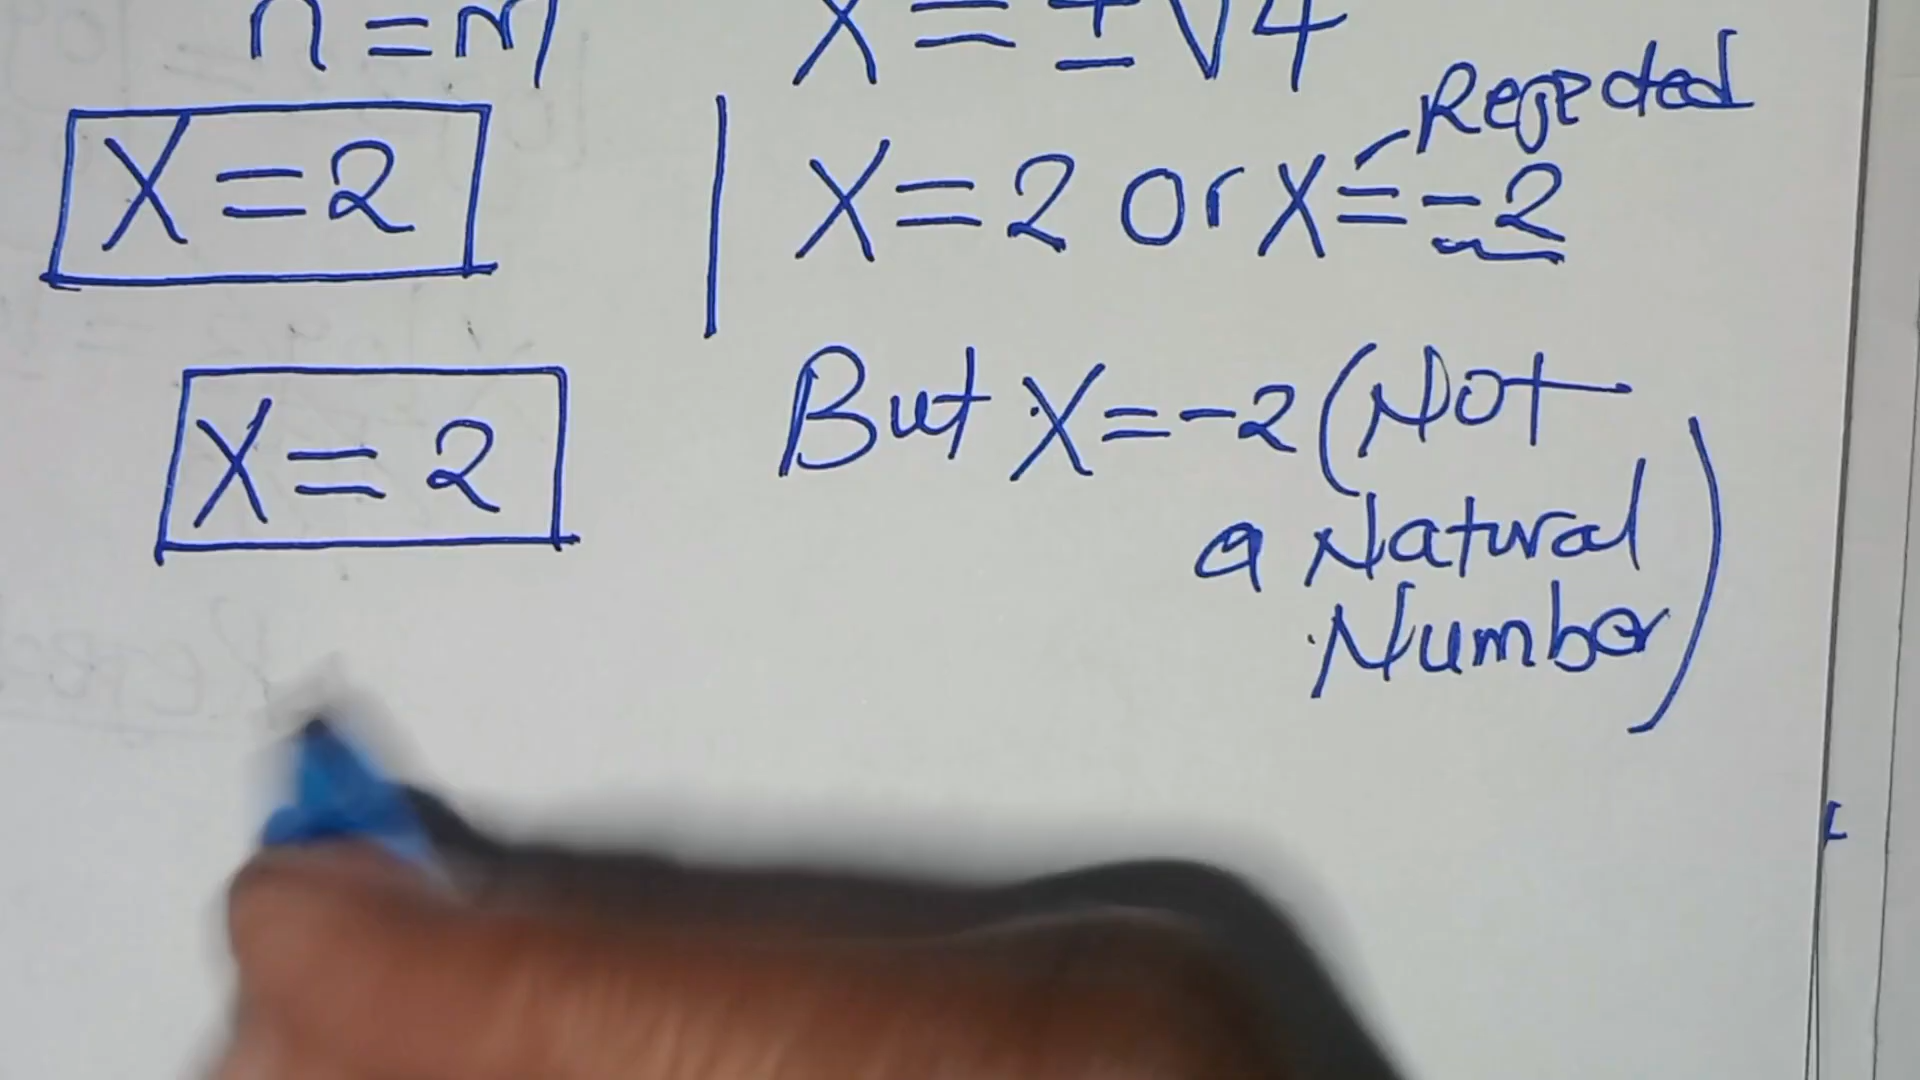 n = m
X = 2
X = 2
X = ±√4
Rejected
X = 2 or X = -2
But X = -2 (Not
a Natural
Number)